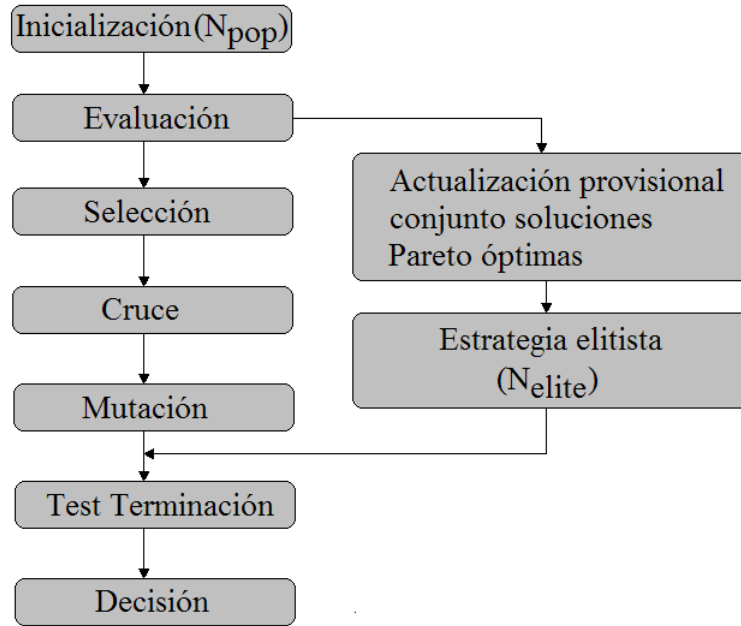 Inicialización(Npop)
Evaluación
Selección
Cruce
Mutación
Test Terminación
Decisión
Actualización provisional
conjunto soluciones
Pareto óptimas
Estrategia elitista
(Nelite)